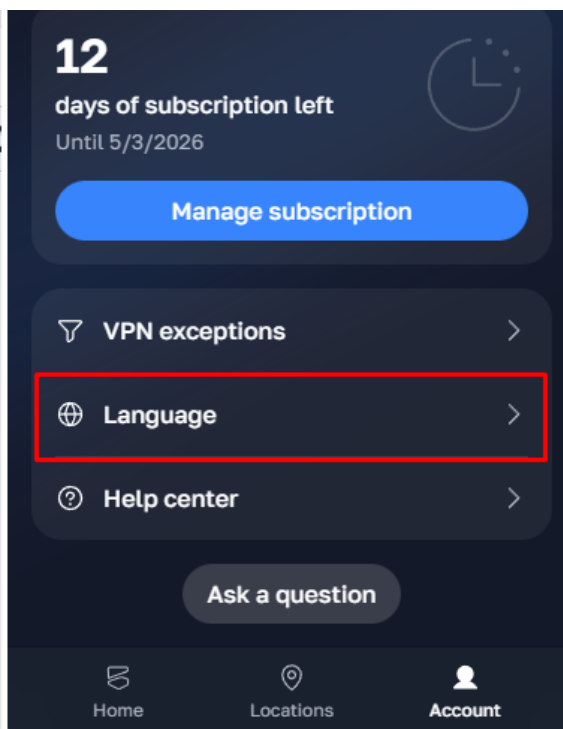 12
days of subscription left
Until 5/3/2026
Manage subscription
VPN exceptions
Language
Help center
Ask a question
Home
Locations
Account